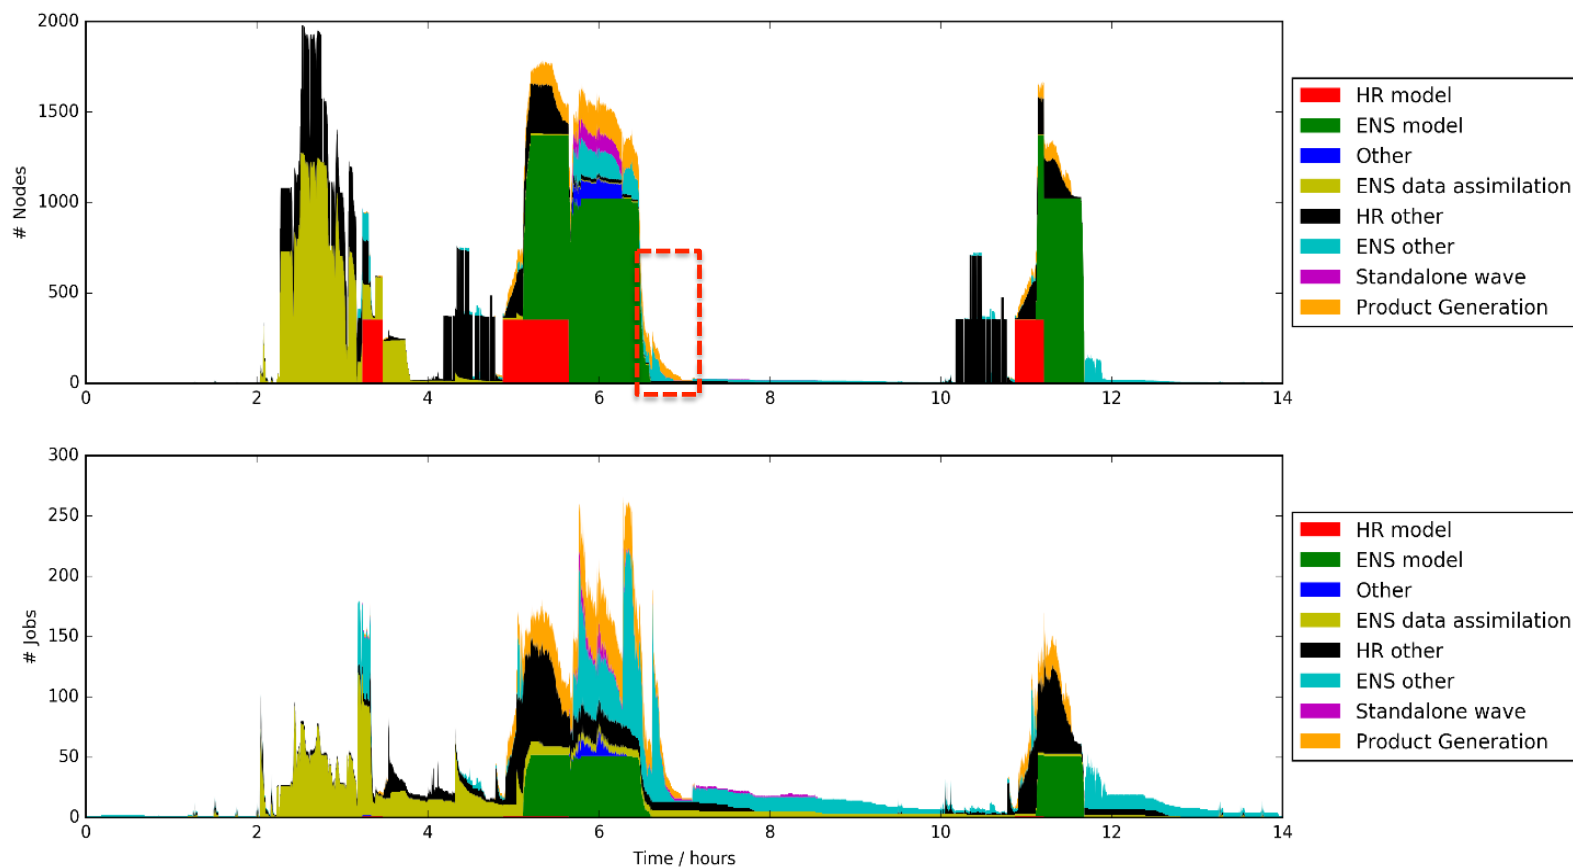 2000
1500
1000
500
0
# Nodes
0 2 4 6 8 10 12 14
HR model
ENS model
Other
ENS data assimilation
HR other
ENS other
Standalone wave
Product Generation
300
250
200
150
100
50
0
# Jobs
0 2 4 6 8 10 12 14
Time / hours
HR model
ENS model
Other
ENS data assimilation
HR other
ENS other
Standalone wave
Product Generation